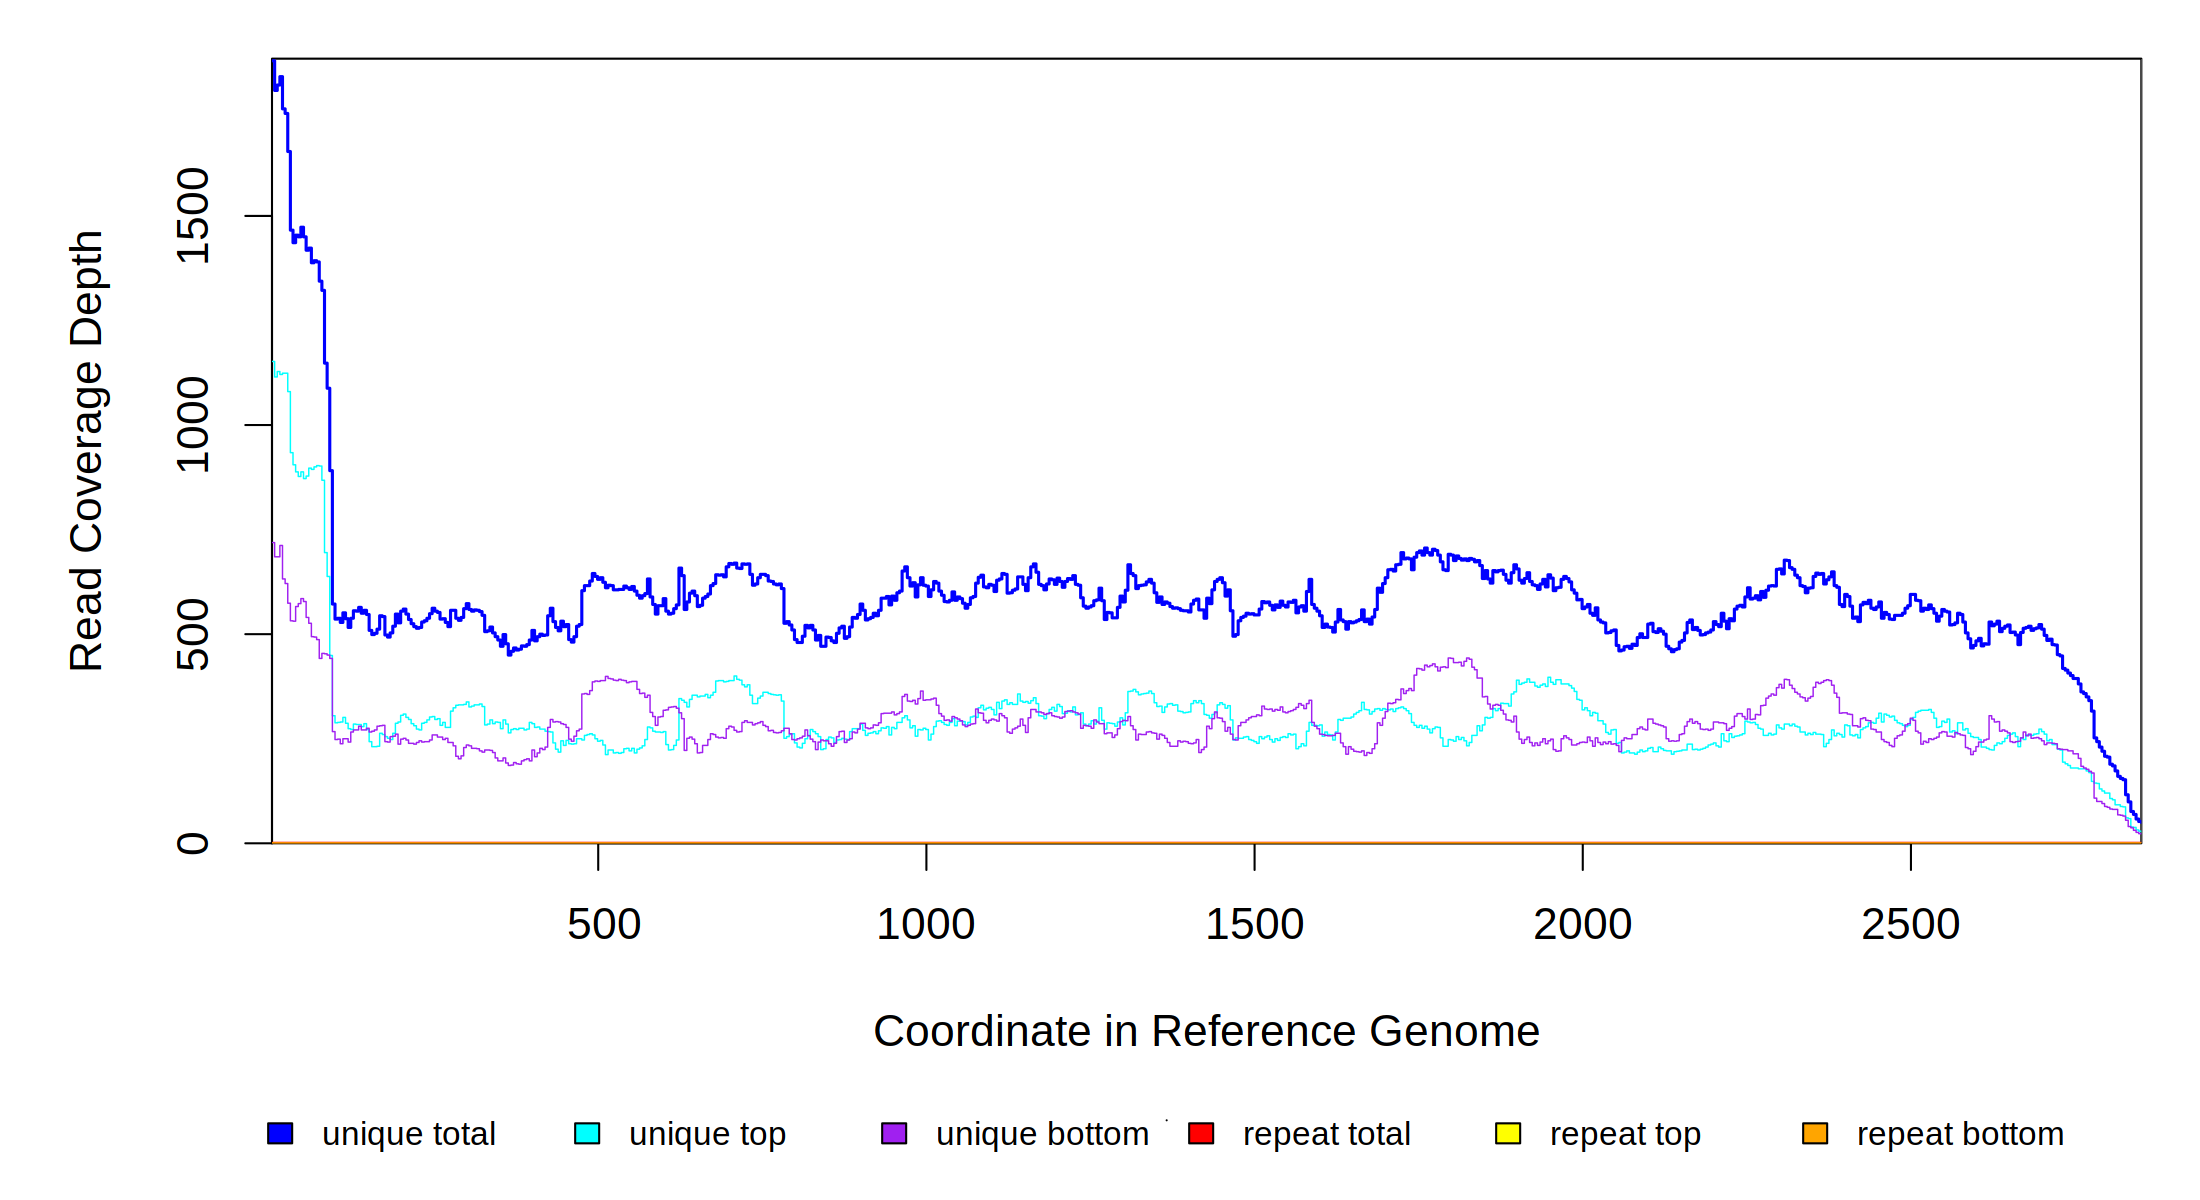 Read Coverage Depth
1500
1000
500
0
500 1000 1500 2000 2500
Coordinate in Reference Genome
unique total unique top unique bottom repeat total repeat top repeat bottom